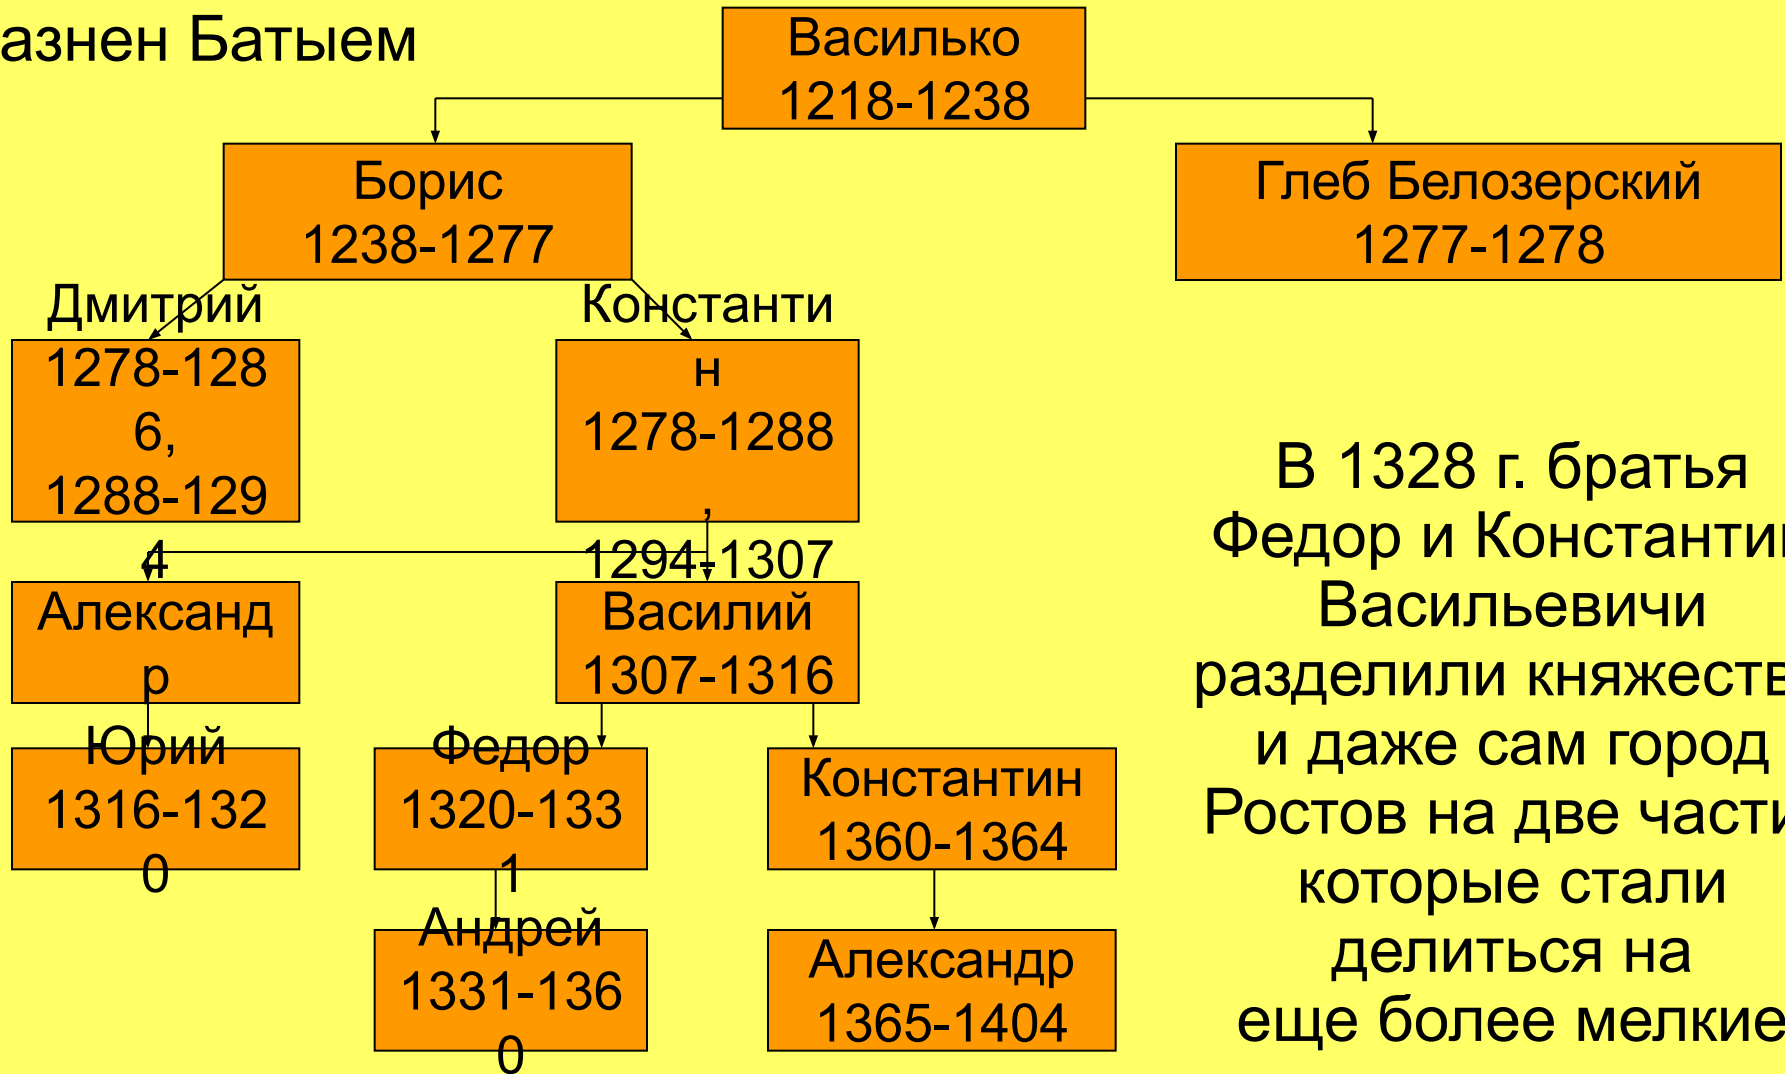 азнен Батыем
Василько
1218-1238
Борис
1238-1277
Глеб Белозерский
1277-1278
Дмитрий
1278-128
6,
1288-129
4
Константи
н
1278-1288
,
1294-1307
Александ
р
Василий
1307-1316
Юрий
1316-132
0
Федор
1320-133
1
Константин
1360-1364
Андрей
1331-136
0
Александр
1365-1404
В 1328 г. братья
Федор и Константин
Васильевичи
разделили княжеств
и даже сам город
Ростов на две части
которые стали
делиться на
еще более мелкие